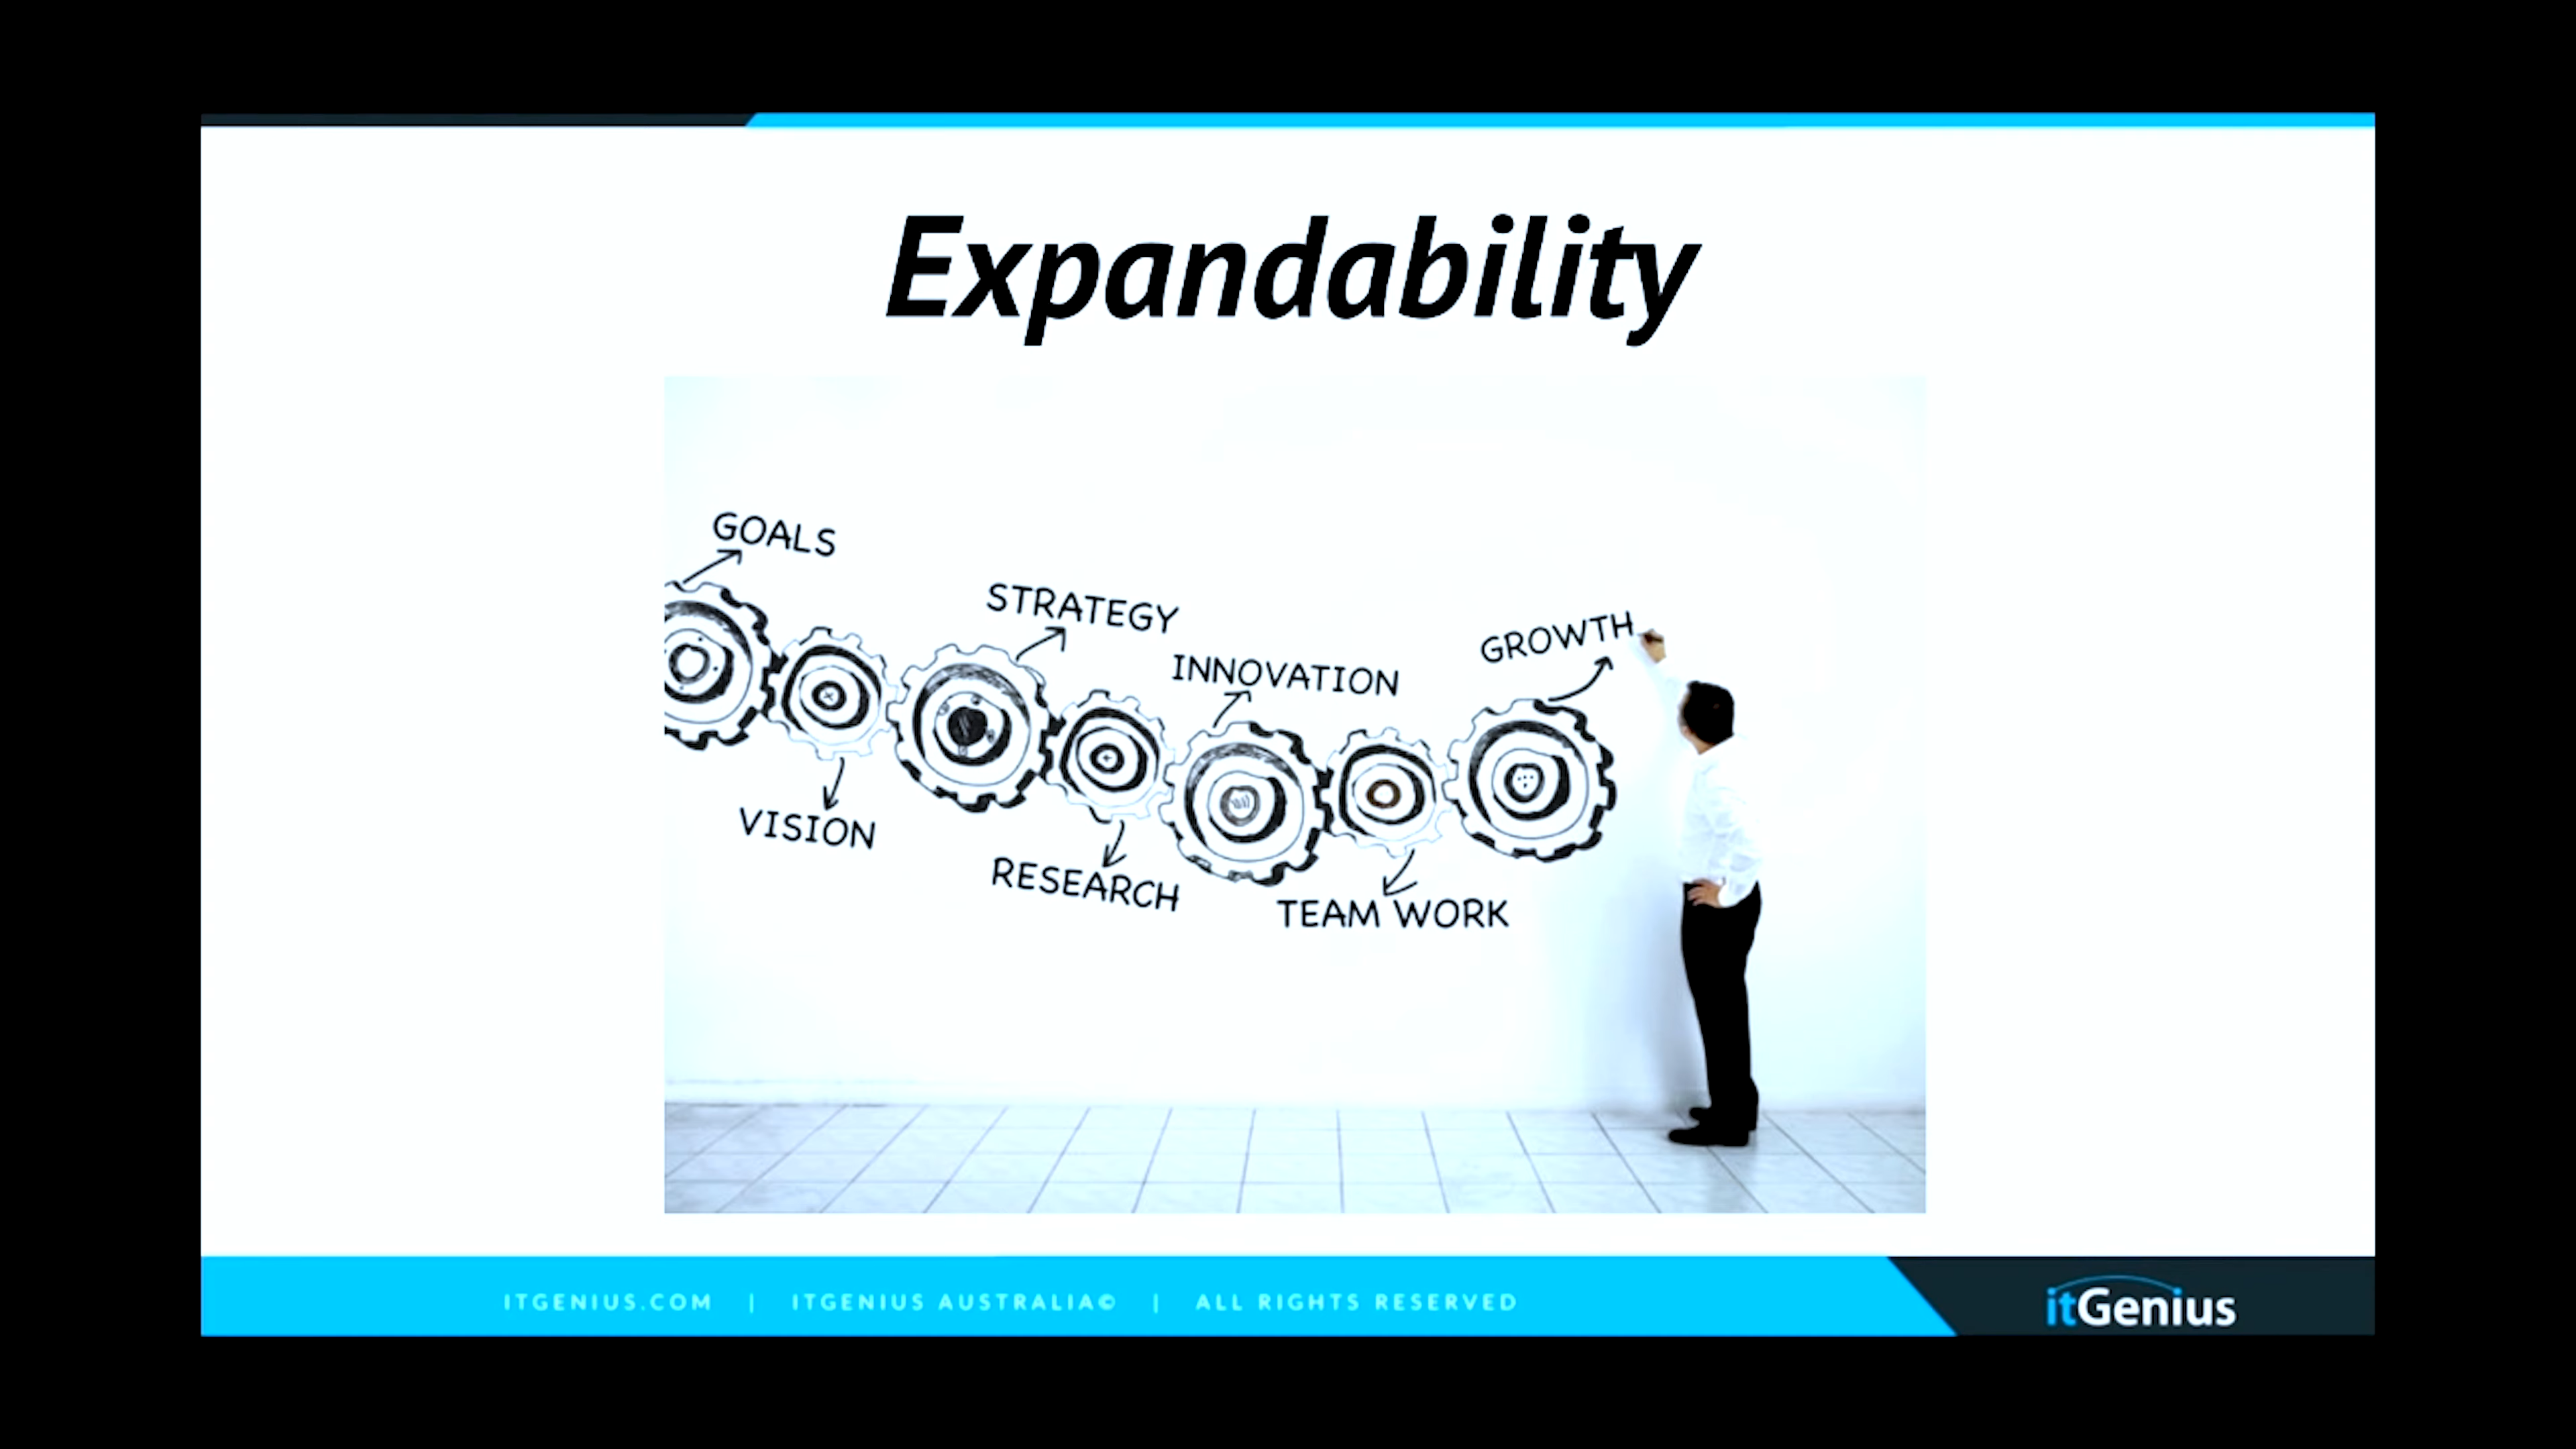 Expandability
GOALS
STRATEGY
GROWTH
INNOVATION
VISION
RESEARCH
TEAM WORK
ITGENIUS.COM | ITGENIUS AUSTRALIA© | ALL RIGHTS RESERVED
itGenius